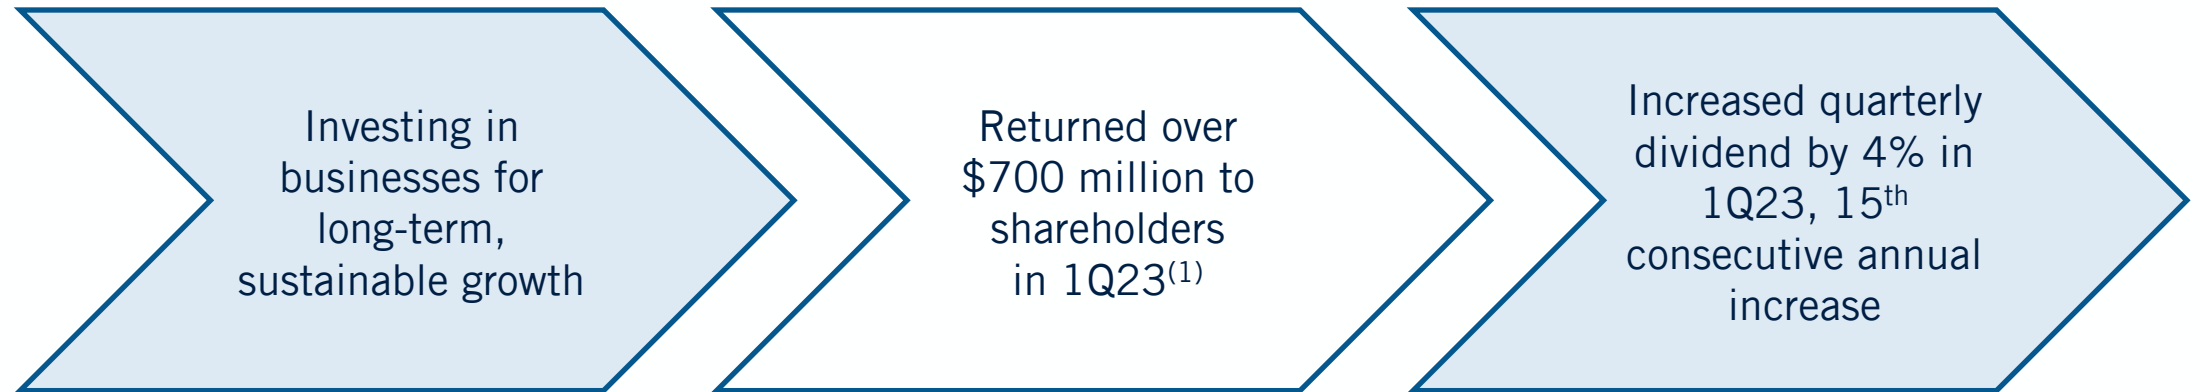 Investing in
businesses for
long-term,
sustainable growth
Returned over
$700 million to
shareholders
in 1Q23(1)
Increased quarterly
dividend by 4% in
1Q23, 15th
consecutive annual
increase